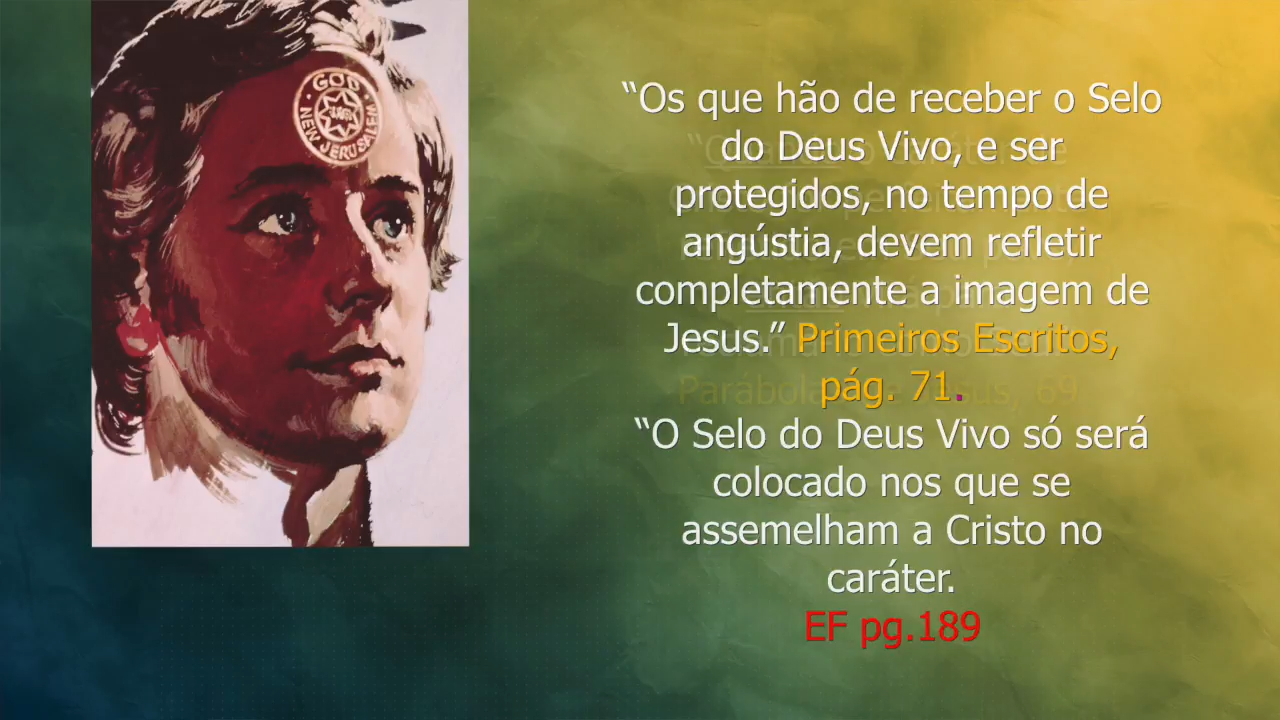 GOD
NEW JERUSALEM
“Os que hão de receber o Selo
do Deus Vivo, e ser
protegidos, no tempo de
angústia, devem refletir
completamente a imagem de
Jesus.” Primeiros Escritos,
pág. 71.
“O Selo do Deus Vivo só será
colocado nos que se
assemelham a Cristo no
caráter.
EF pg.189